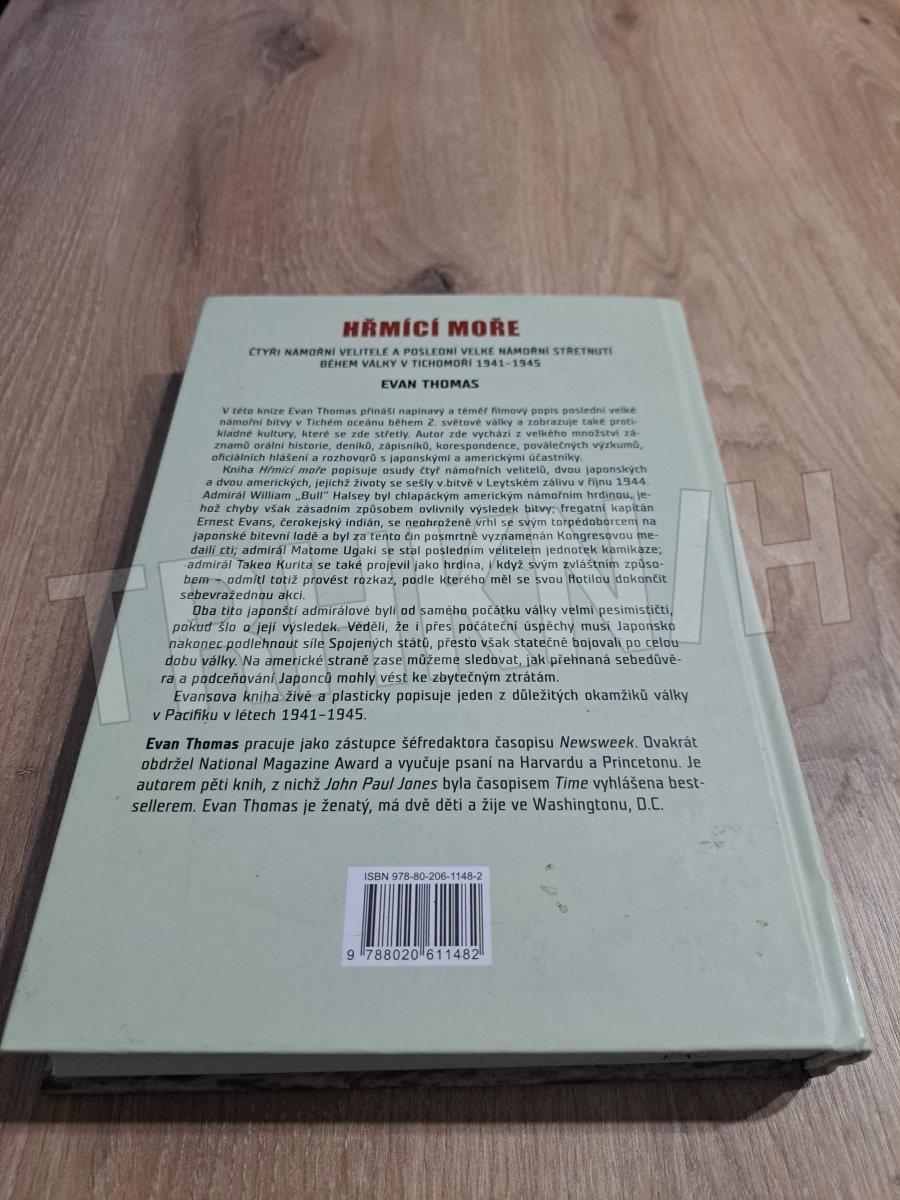 HŘMÍCÍ MOŘE
ČTYŘI NÁMOŘNÍ VELITELÉ A POSLEDNÍ VELKÉ NÁMOŘNÍ STŘETNUTÍ
BĚHEM VÁLKY V TICHOMOŘÍ 1941–1945
EVAN THOMAS
V této knize Evan Thomas přináší napínavý a téměř filmový popis poslední velké
námořní bitvy v Tichém oceánu během 2. světové války a zobrazuje také proti-
kladné kultury, které se zde střetly. Autor zde vychází z velkého množství zá-
znamů orální historie, deníků, zápisníků, korespondence, poválečných výzkumů,
oficiálních hlášení a rozhovorů s japonskými a americkými účastníky.
Kniha Hřmící moře popisuje osudy čtyř námořních velitelů, dvou japonských
a dvou amerických, jejichž životy se sešly v bitvě v Leytském zálivu v říjnu 1944.
Admirál William „Bull“ Halsey byl chlapáckým americkým námořním hrdinou, je-
hož chyby však zásadním způsobem ovlivnily výsledek bitvy; fregatní kapitán
Ernest Evans, čerokejský indián, se neohroženě vrhl se svým torpédoborcem na
japonské bitevní lodě a byl za tento čin posmrtně vyznamenán Kongresovou me-
dailí cti; admirál Matome Ugaki se stal posledním velitelem jednotek kamikaze;
admirál Takeo Kurita se také projevil jako hrdina, i když svým zvláštním způso-
bem – odmítl totiž provést rozkaz, podle kterého měl se svou flotilou dokončit
sebevražednou akci.
Oba tito japonští admirálové byli od samého počátku války velmi pesimističtí,
pokud šlo o její výsledek. Věděli, že i přes počáteční úspěchy musí Japonsko
nakonec podlehnout síle Spojených států, přesto však statečně bojovali po celou
dobu války. Na americké straně zase můžeme sledovat, jak přehnaná sebedůvě-
ra a podceňování Japonců mohly vést ke zbytečným ztrátám.
Evansova kniha živě a plasticky popisuje jeden z důležitých okamžiků války
v Pacifiku v létech 1941–1945.
Evan Thomas pracuje jako zástupce šéfredaktora časopisu Newsweek. Dvakrát
obdržel National Magazine Award a vyučuje psaní na Harvardu a Princetonu. Je
autorem pěti knih, z nichž John Paul Jones byla časopisem Time vyhlášena best-
sellerem. Evan Thomas je ženatý, má dvě děti a žije ve Washingtonu, D.C.
ISBN 978-80-206-1148-2
9 788020 611482
TRHKNIH